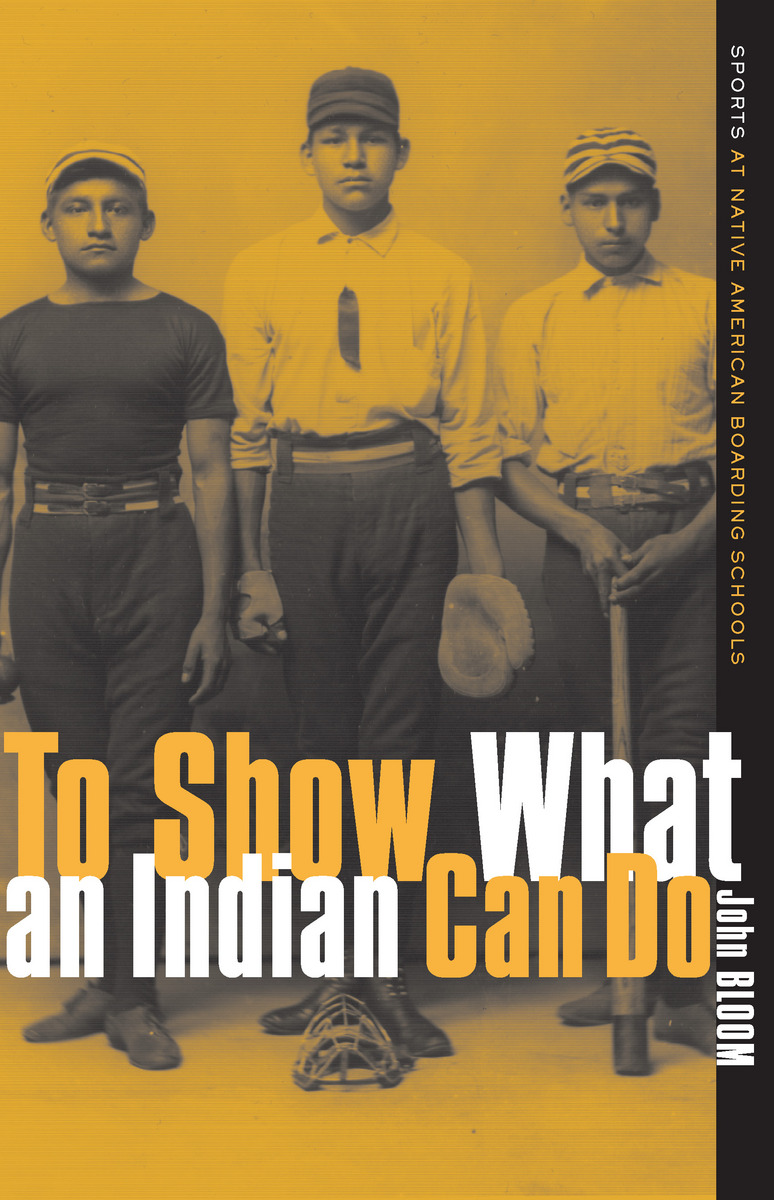 SPORTS AT NATIVE AMERICAN BOARDING SCHOOLS
To Show What
an Indian Can Do
John BLOOM